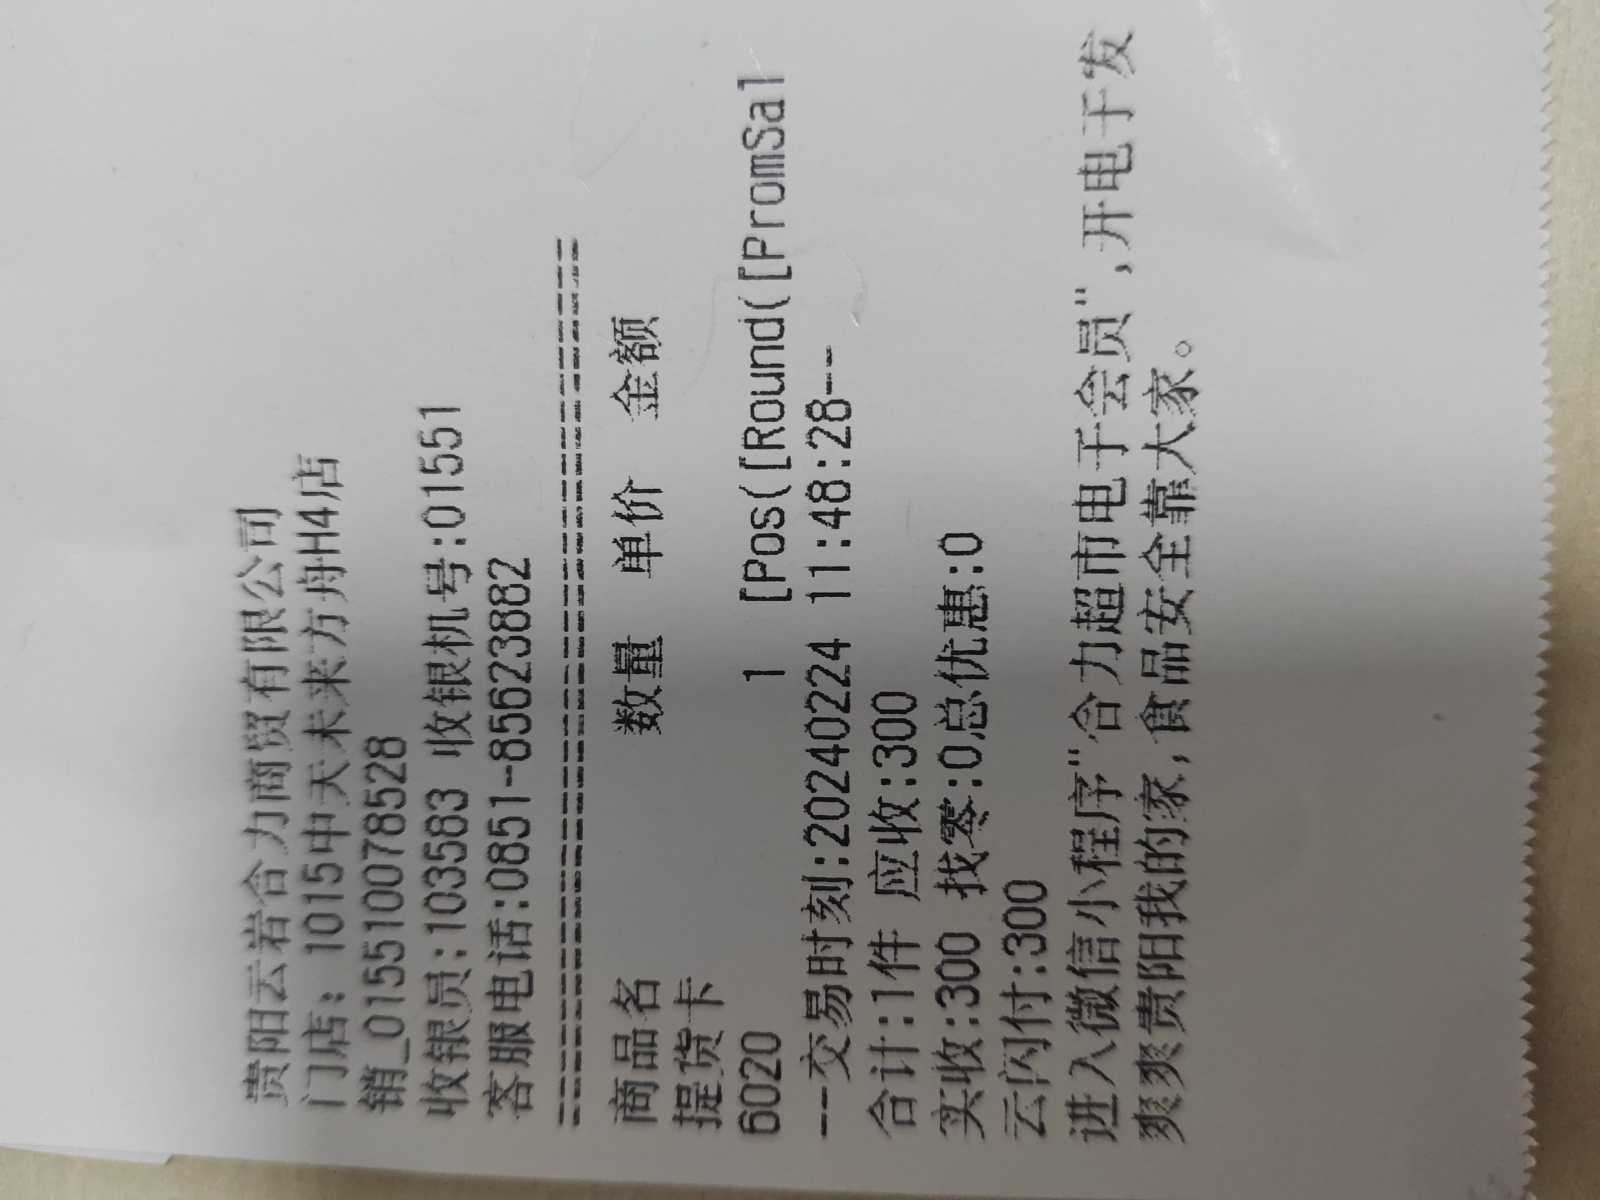 贵阳云岩合力商贸有限公司
门店: 1015中天未来方舟H4店
销_0155100785​28
收银员:103583 收银机号:01551
客服电话:0851-85623882
========================================
商品名 数量 单价 金额
提货卡
6020 1 [Pos([Round([PromSal
--交易时刻:20240224 11:48:28--
合计:1件 应收:300
实收:300 找零:0总优惠:0
云闪付:300
进入微信小程序"合力超市电子会员",开电子发
爽爽贵阳我的家,食品安全靠大家。